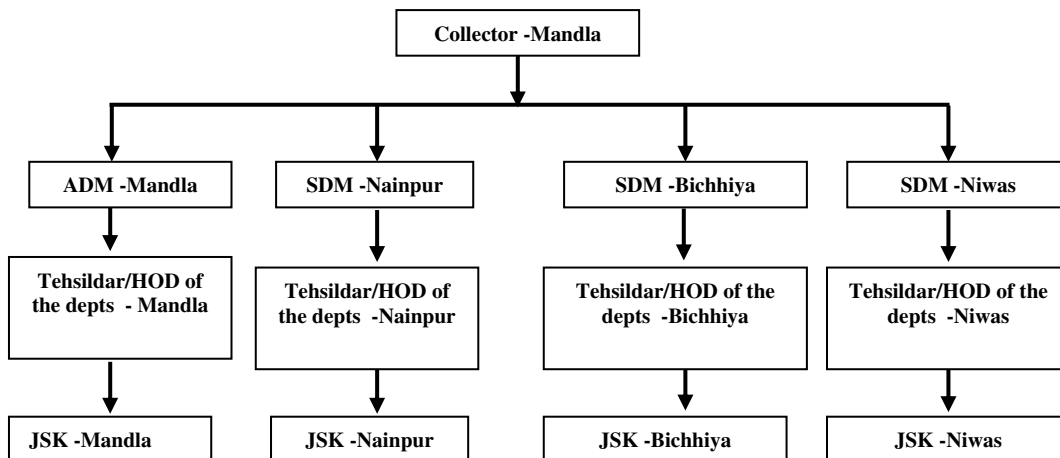 Collector -Mandla
ADM -Mandla
SDM -Nainpur
SDM -Bichhiya
SDM -Niwas
Tehsildar/HOD of
the depts - Mandla
Tehsildar/HOD of
the depts -Nainpur
Tehsildar/HOD of the
depts -Bichhiya
Tehsildar/HOD of the
depts -Niwas
JSK -Mandla
JSK -Nainpur
JSK -Bichhiya
JSK -Niwas